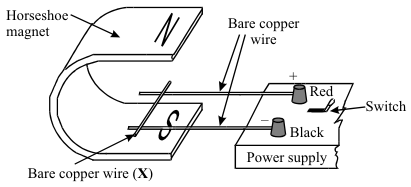 Horseshoe
magnet
N
Bare copper
wire
+
Red
Switch
S
−
Black
Bare copper wire (X)
Power supply